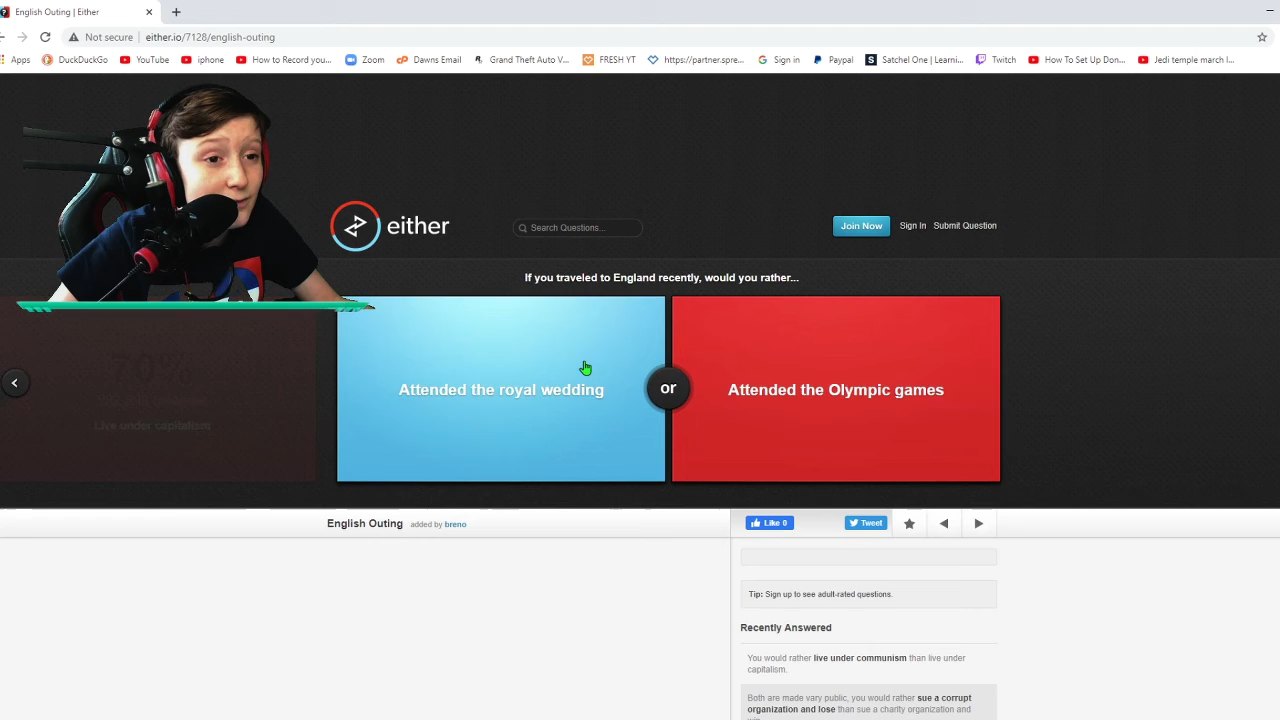 English Outing | Either
Not secure either.io/7128/english-outing
Apps DuckDuckGo YouTube iphone How to record you... Zoom Dawns Email Grand Theft Auto V... FRESH YT https://partner.spre... Sign in Paypal Satchel One | Learni... Twitch How To Set Up Don... Jedi temple march l...
either
Search Questions...
Join Now Sign In Submit Question
If you traveled to England recently, would you rather...
70%
Live under capitalism
Attended the royal wedding
or
Attended the Olympic games
English Outing added by breno
Like 0 Tweet
Tip: Sign up to see adult-rated questions.
Recently Answered
You would rather live under communism than live under
capitalism.
Both are made vary public, you would rather sue a corrupt
organization and lose than sue a charity organization and